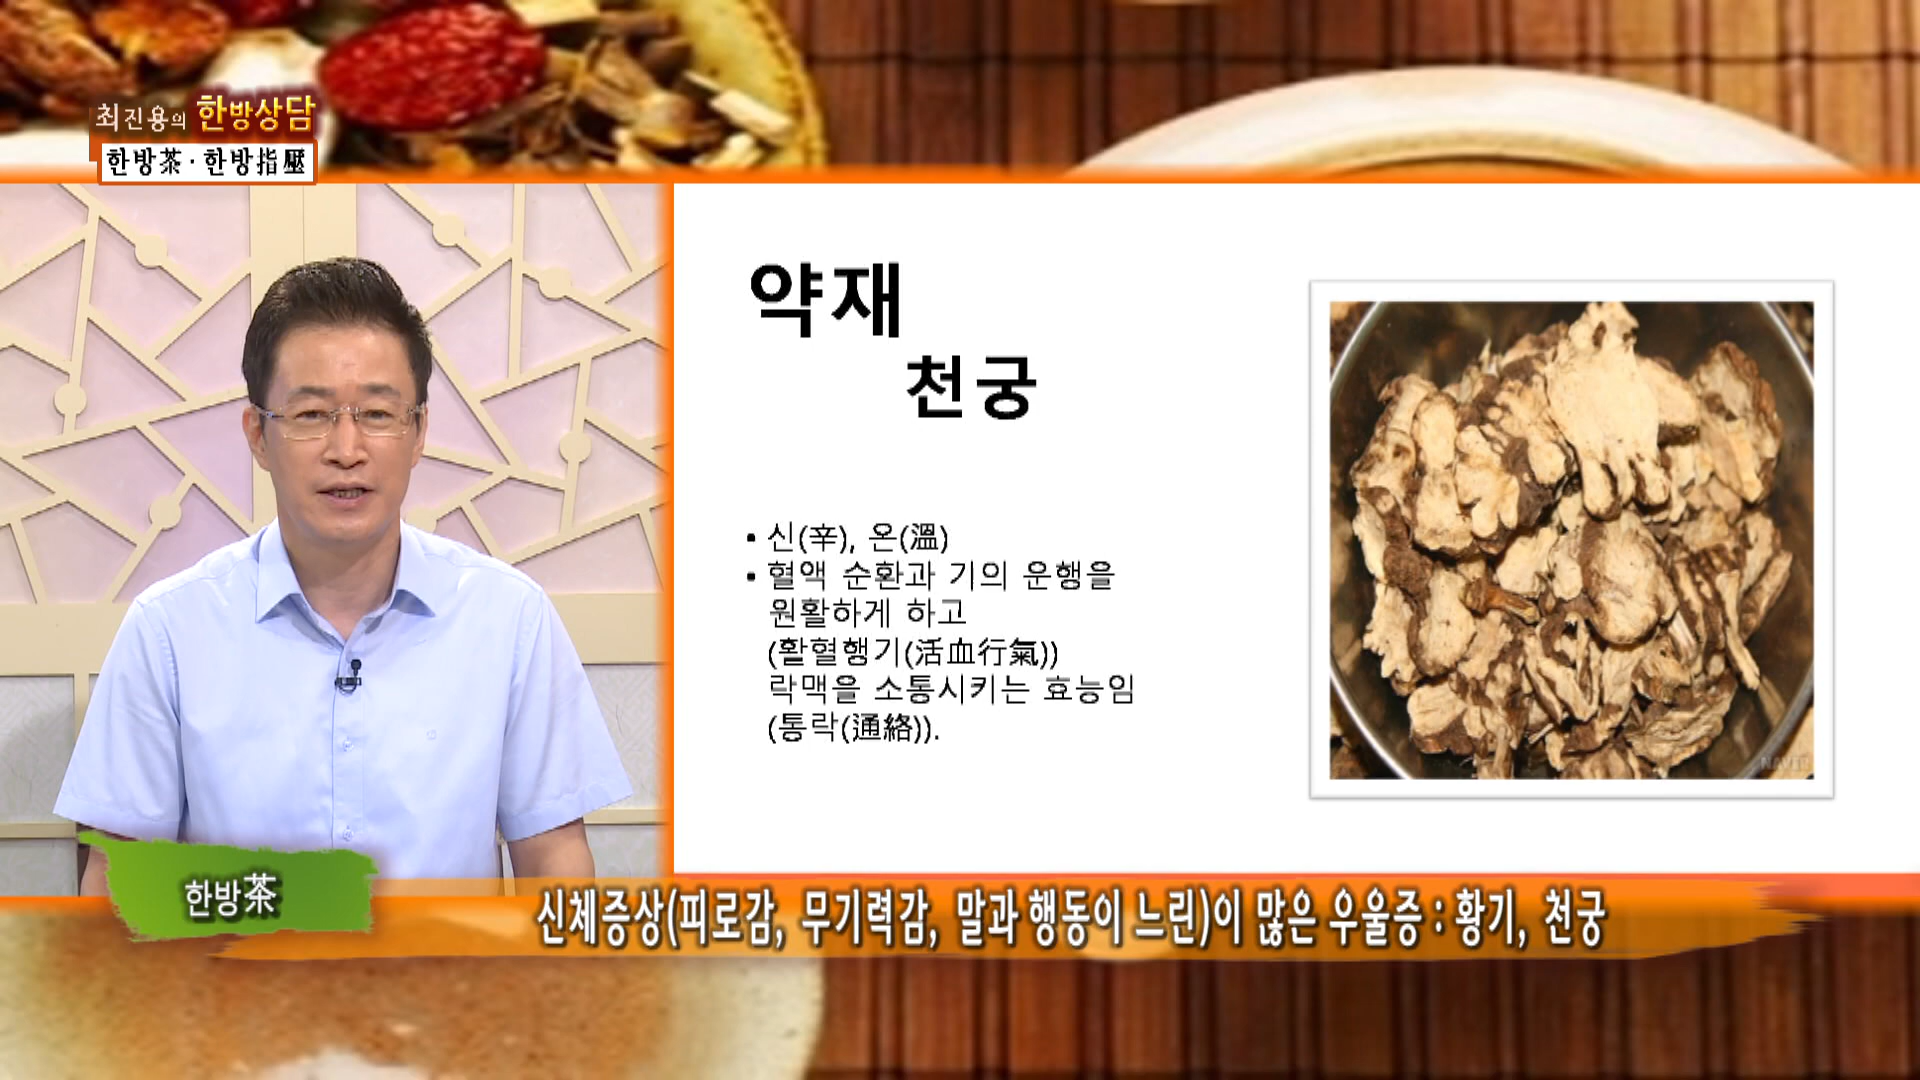 최진용의 한방상담
한방茶·한방指壓
약재
천궁
• 신(辛), 온(溫)
• 혈액 순환과 기의 운행을
원활하게 하고
(활혈행기(活血行氣))
락맥을 소통시키는 효능임
(통락(通絡)).
한방茶
신체증상(피로감, 무기력감, 말과 행동이 느린)이 많은 우울증 : 황기, 천궁